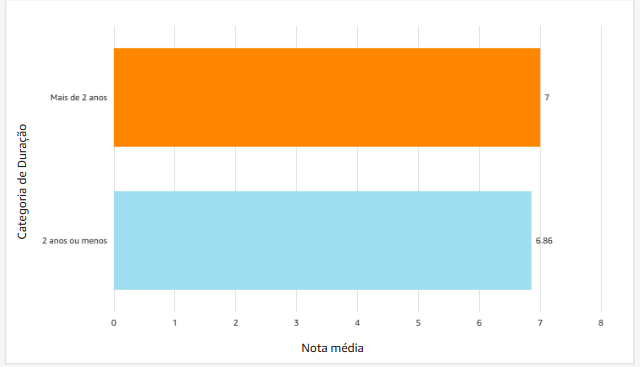 Categoria de Duração
Mais de 2 anos
7
2 anos ou menos
6.86
0 1 2 3 4 5 6 7 8
Nota média